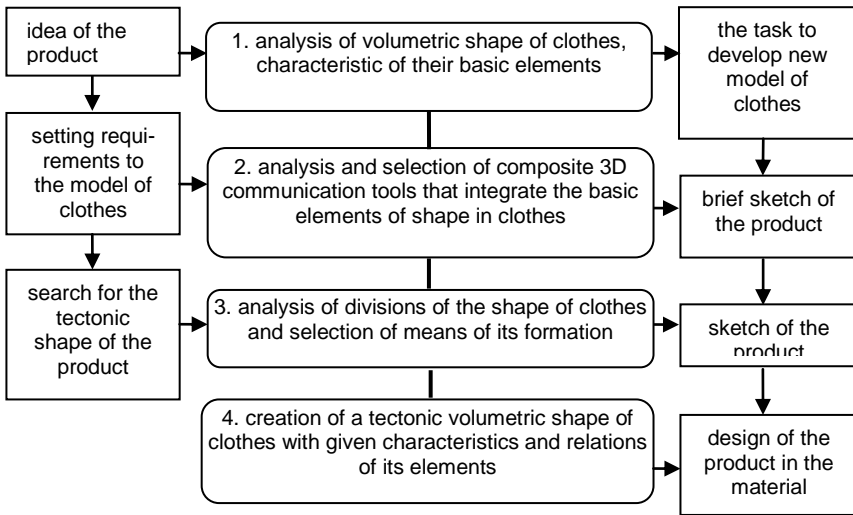 idea of the
product
1. analysis of volumetric shape of clothes,
characteristic of their basic elements
the task to
develop new
model of
clothes
setting requi-
rements to
the model of
clothes
2. analysis and selection of composite 3D
communication tools that integrate the basic
elements of shape in clothes
brief sketch of
the product
search for the
tectonic
shape of the
product
3. analysis of divisions of the shape of clothes
and selection of means of its formation
sketch of the
product
4. creation of a tectonic volumetric shape of
clothes with given characteristics and relations
of its elements
design of the
product in the
material